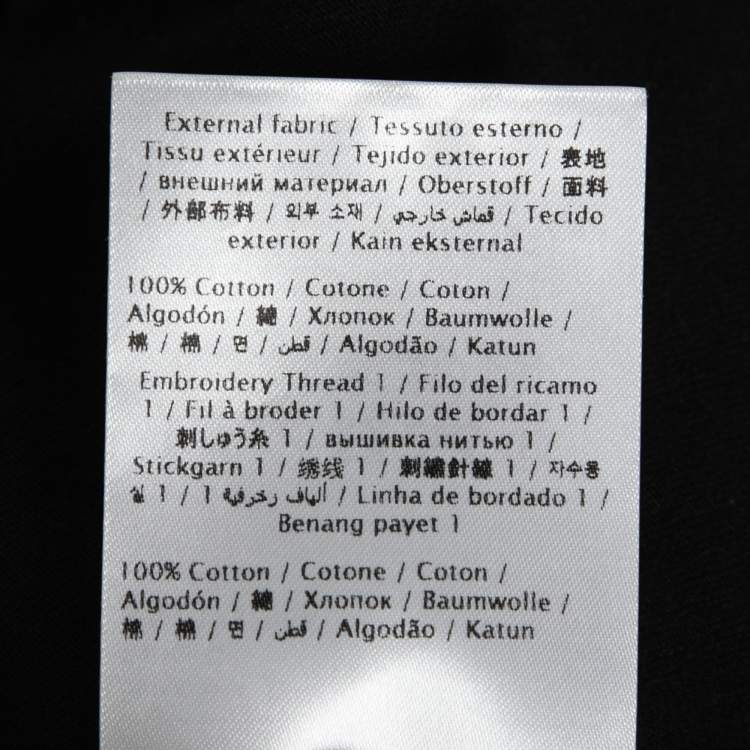 External fabric / Tessuto esterno /
Tissu extérieur / Tejido exterior / 表地
/ внешний материал / Oberstoff / 面料
/ 外部布料 / 외부 소재 / قماش خارجي / Tecido
exterior / Kain eksternal
100% Cotton / Cotone / Coton /
Algodón / 綿 / Хлопок / Baumwolle /
棉 / 棉 / 면 / قطن / Algodão / Katun
Embroidery Thread 1 / Filo del ricamo
1 / Fil à broder 1 / Hilo de bordar 1 /
刺しゅう糸 1 / вышивка нитью 1 /
Stickgarn 1 / 绣线 1 / 刺繡針線 1 / 자수용
실 1 / 1 ألياف زخرفية / Linha de bordado 1 /
Benang payet 1
100% Cotton / Cotone / Coton /
Algodón / 綿 / Хлопок / Baumwolle /
棉 / 棉 / 면 / قطن / Algodão / Katun